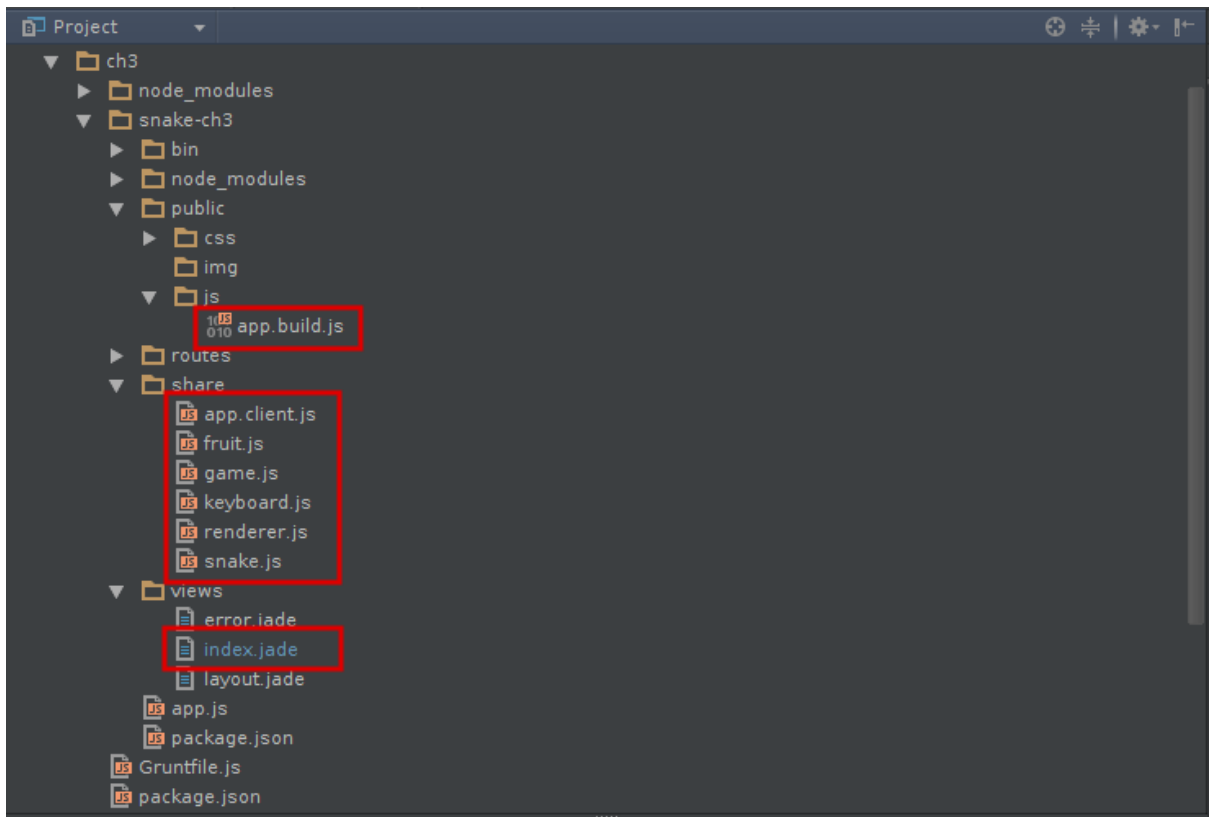 Project
ch3
node_modules
snake-ch3
bin
node_modules
public
css
img
js
app.build.js
routes
share
app.client.js
fruit.js
game.js
keyboard.js
renderer.js
snake.js
views
error.jade
index.jade
layout.jade
app.js
package.json
Gruntfile.js
package.json